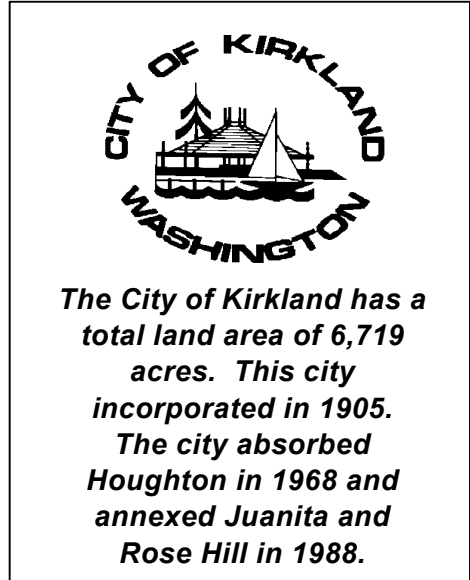 CITY OF KIRKLAND
WASHINGTON
The City of Kirkland has a
total land area of 6,719
acres.  This city
incorporated in 1905.
The city absorbed
Houghton in 1968 and
annexed Juanita and
Rose Hill in 1988.